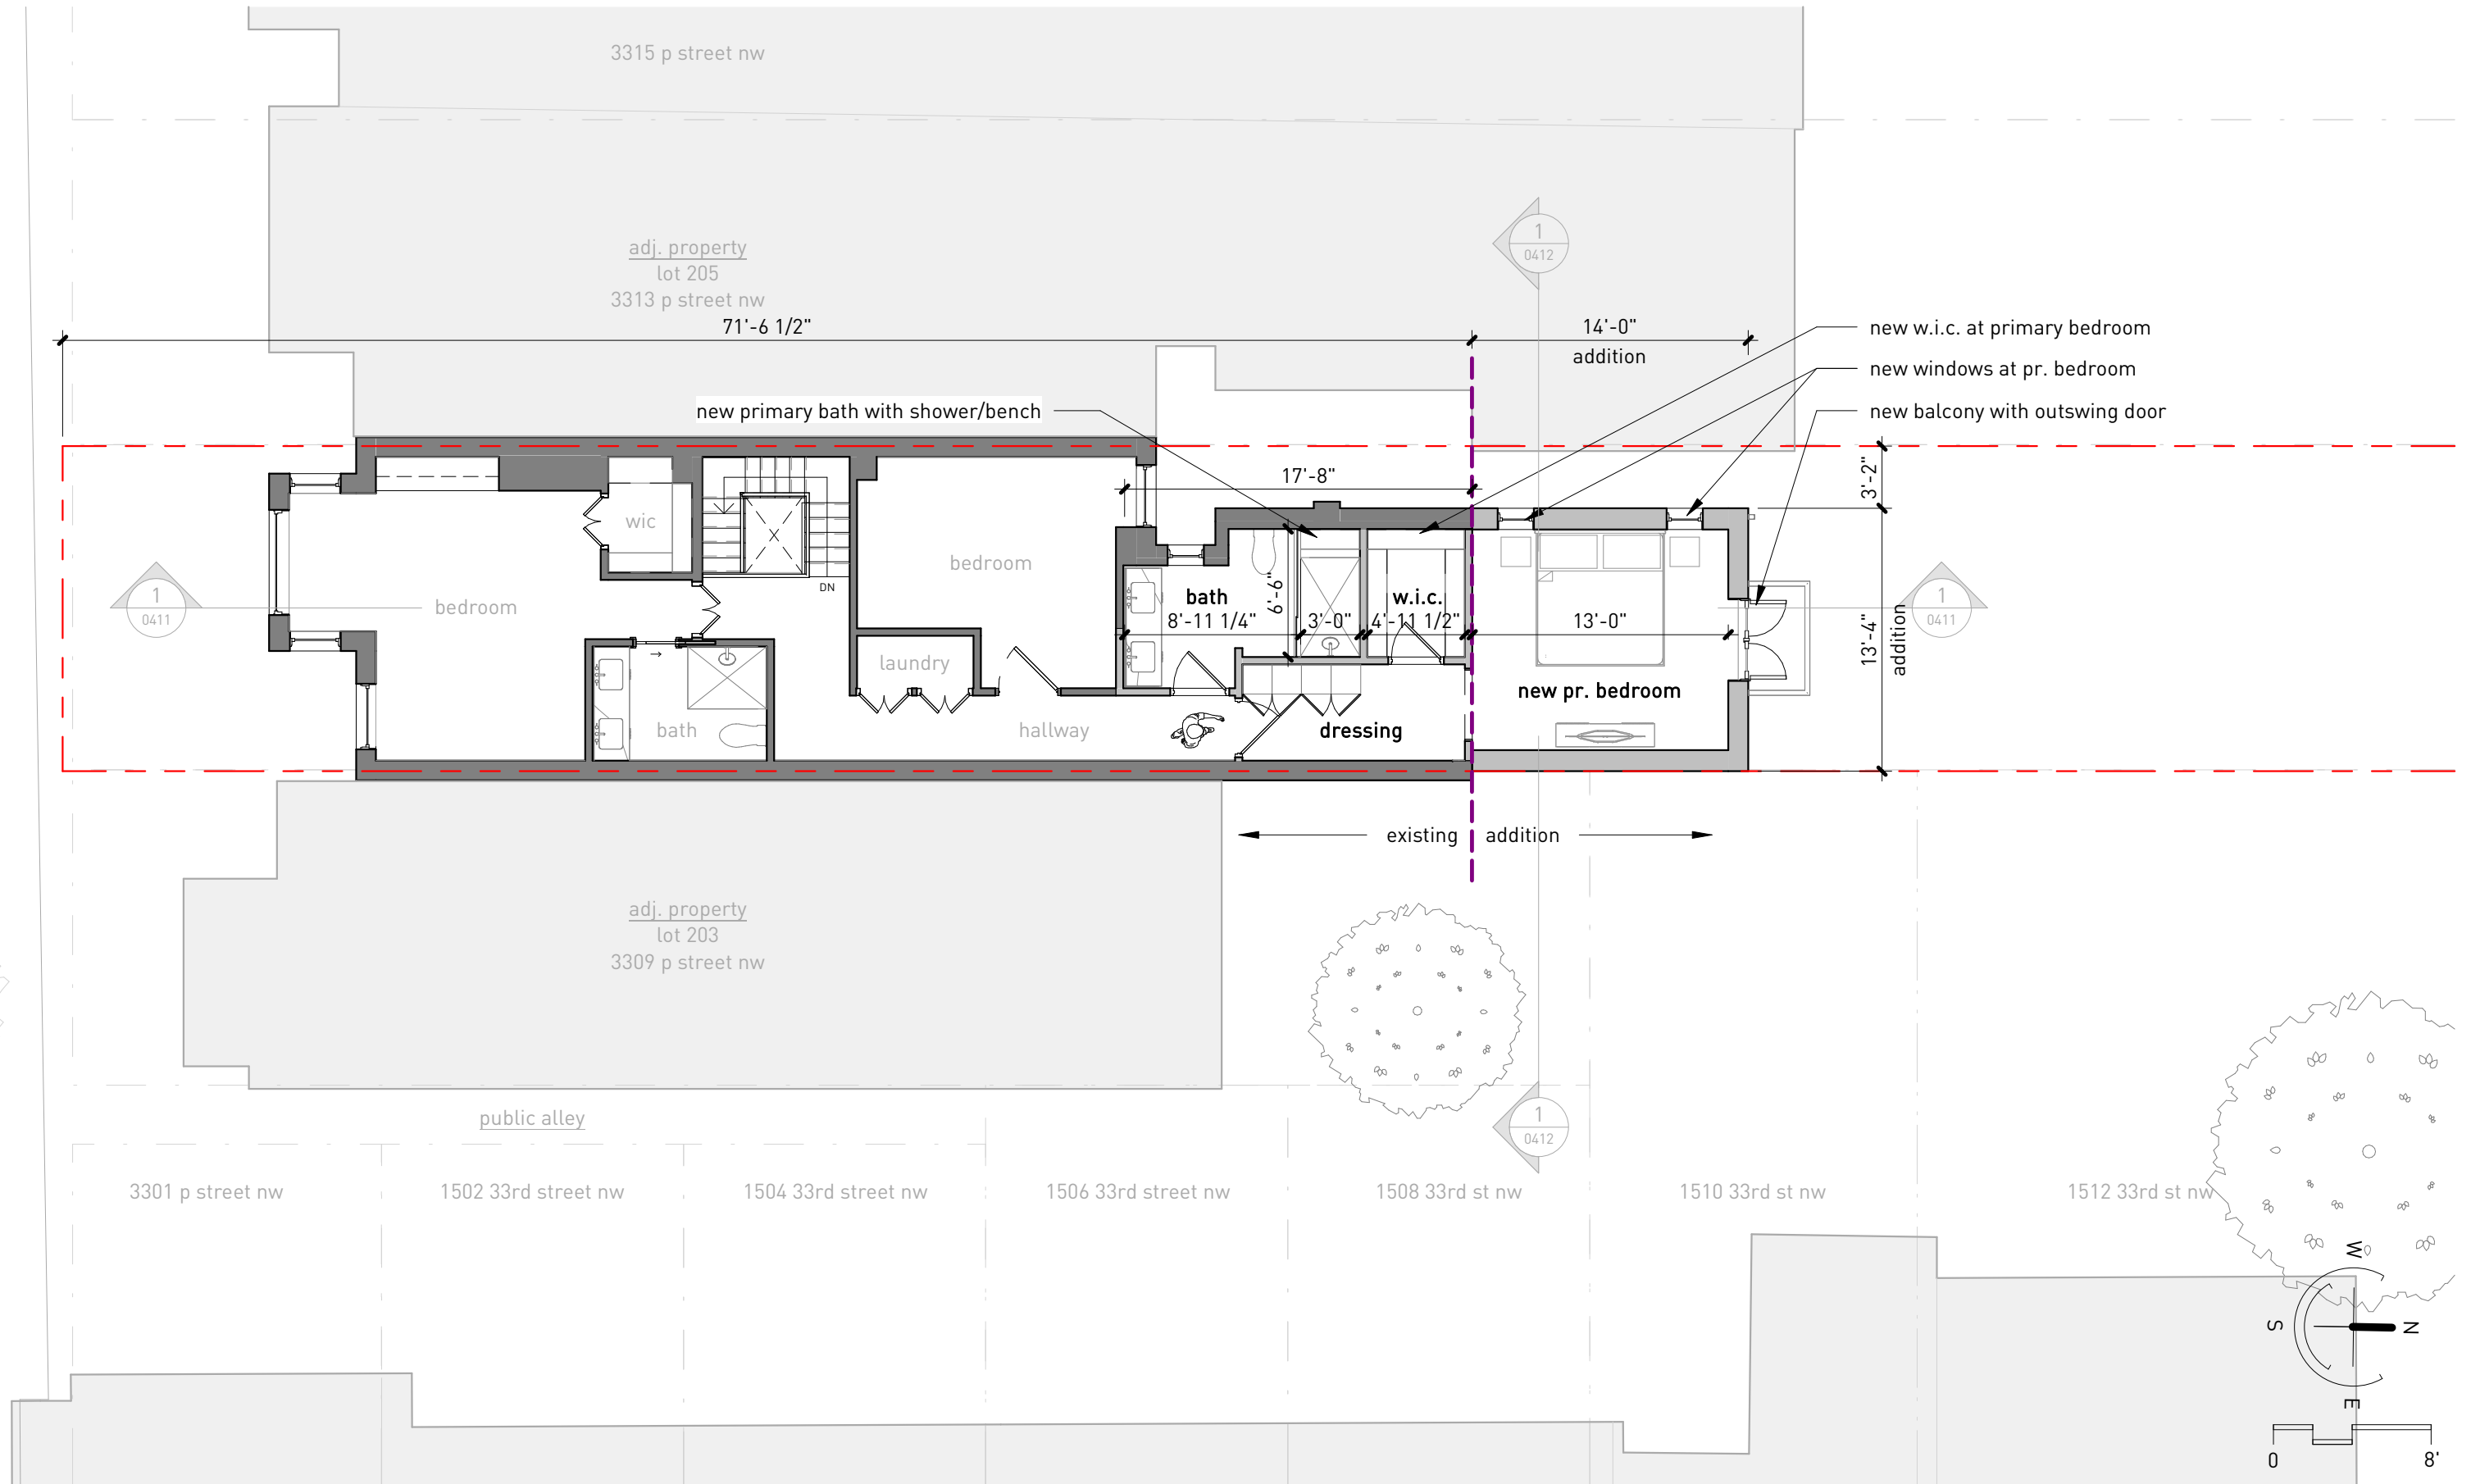 3315 p street nw
adj. property
lot 205
3313 p street nw
1
0412
71'-6 1/2"
14'-0"
addition
new w.i.c. at primary bedroom
new windows at pr. bedroom
new balcony with outswing door
new primary bath with shower/bench
17'-8"
3'-2"
wic
bedroom
DN
bedroom
1
0411
bath
8'-11 1/4"
6'-6"
3'-0"
w.i.c.
4'-11 1/2"
13'-0"
13'-4"
addition
1
0411
laundry
new pr. bedroom
bath
hallway
dressing
existing
addition
adj. property
lot 203
3309 p street nw
public alley
1
0412
3301 p street nw
1502 33rd street nw
1504 33rd street nw
1506 33rd street nw
1508 33rd st nw
1510 33rd st nw
1512 33rd st nw
W
S
N
E
0
8'